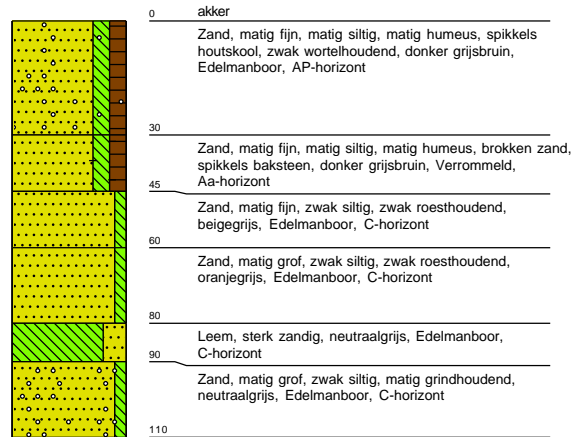 0 akker
Zand, matig fijn, matig siltig, matig humeus, spikkels
houtskool, zwak wortelhoudend, donker grijsbruin,
Edelmanboor, AP-horizont
30
Zand, matig fijn, matig siltig, matig humeus, brokken zand,
spikkels baksteen, donker grijsbruin, Verrommeld,
Aa-horizont
45
Zand, matig fijn, zwak siltig, zwak roesthoudend,
beigegrijs, Edelmanboor, C-horizont
60
Zand, matig grof, zwak siltig, zwak roesthoudend,
oranjegrijs, Edelmanboor, C-horizont
80
Leem, sterk zandig, neutraalgrijs, Edelmanboor,
C-horizont
90
Zand, matig grof, zwak siltig, matig grindhoudend,
neutraalgrijs, Edelmanboor, C-horizont
110